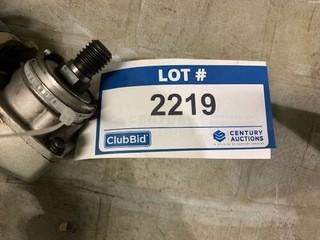 LOT #
2219
ClubBid
CENTURY
AUCTIONS